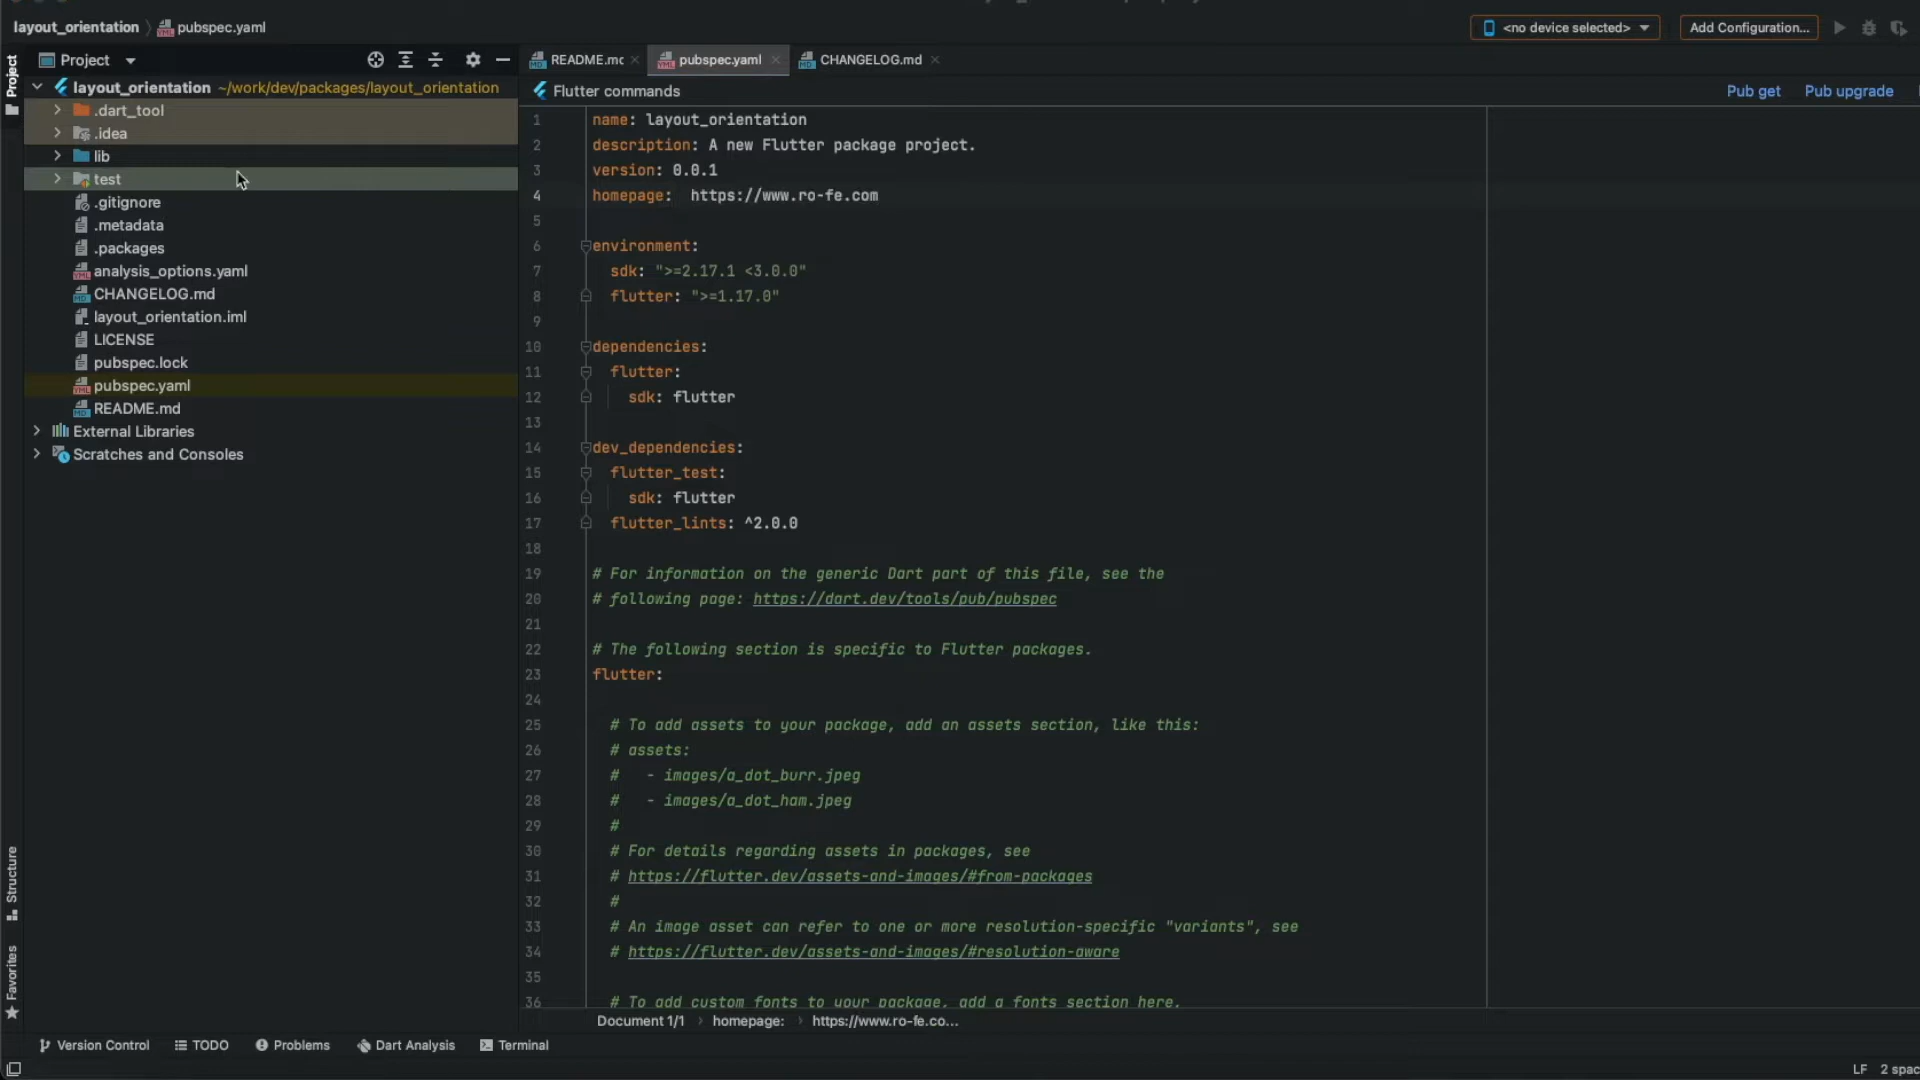 layout_orientation pubspec.yaml
<no device selected> Add Configuration...
Project
Project
README.mc pubspec.yaml CHANGELOG.md
layout_orientation ~/work/dev/packages/layout_orientation
.dart_tool
.idea
lib
test
.gitignore
.metadata
.packages
analysis_options.yaml
CHANGELOG.md
layout_orientation.iml
LICENSE
pubspec.lock
pubspec.yaml
README.md
External Libraries
Scratches and Consoles
Structure
Favorites
Flutter commands Pub get Pub upgrade
1 name: layout_orientation
2 description: A new Flutter package project.
3 version: 0.0.1
4 homepage:  https://www.ro-fe.com
5
6 environment:
7 sdk: ">=2.17.1 <3.0.0"
8 flutter: ">=1.17.0"
9
10 dependencies:
11 flutter:
12 sdk: flutter
13
14 dev_dependencies:
15 flutter_test:
16 sdk: flutter
17 flutter_lints: ^2.0.0
18
19 # For information on the generic Dart part of this file, see the
20 # following page: https://dart.dev/tools/pub/pubspec
21
22 # The following section is specific to Flutter packages.
23 flutter:
24
25 # To add assets to your package, add an assets section, like this:
26 # assets:
27 #   - images/a_dot_burr.jpeg
28 #   - images/a_dot_ham.jpeg
29 #
30 # For details regarding assets in packages, see
31 # https://flutter.dev/assets-and-images/#from-packages
32 #
33 # An image asset can refer to one or more resolution-specific "variants", see
34 # https://flutter.dev/assets-and-images/#resolution-aware
35
36 # To add custom fonts to your package, add a fonts section here,
Document 1/1 homepage: https://www.ro-fe.co...
Version Control TODO Problems Dart Analysis Terminal
LF 2 spac